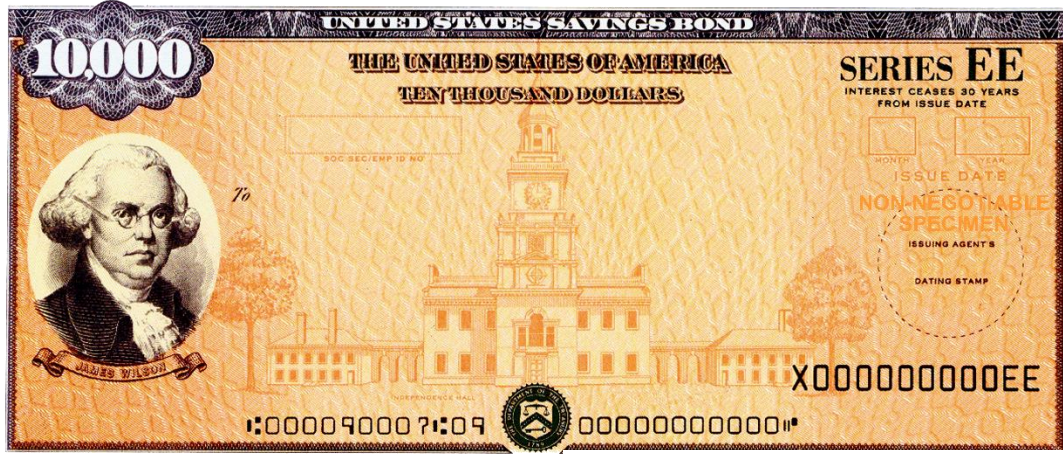 UNITED STATES SAVINGS BOND
10,000
THE UNITED STATES OF AMERICA
TEN THOUSAND DOLLARS
SERIES EE
INTEREST CEASES 30 YEARS
FROM ISSUE DATE
SOC SEC/EMP ID NO
MONTH YEAR
ISSUE DATE
To
NON-NEGOTIABLE
SPECIMEN
ISSUING AGENT'S
DATING STAMP
JAMES WILSON
INDEPENDENCE HALL
X000000000EE
⑆000090007⑆09 00000000000⑈